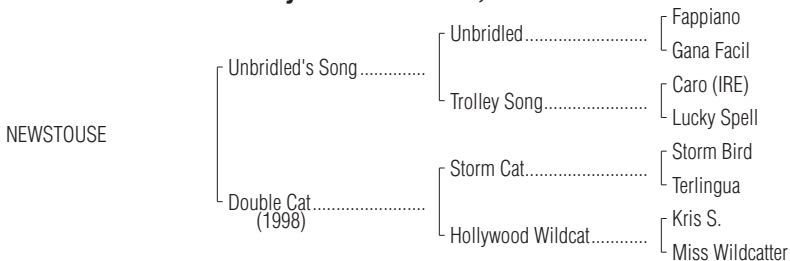 Fappiano
Unbridled
Gana Facil
Unbridled's Song
Caro (IRE)
Trolley Song
Lucky Spell
NEWSTOUSE
Storm Bird
Storm Cat
Terlingua
Double Cat
(1998)
Kris S.
Hollywood Wildcat
Miss Wildcatter